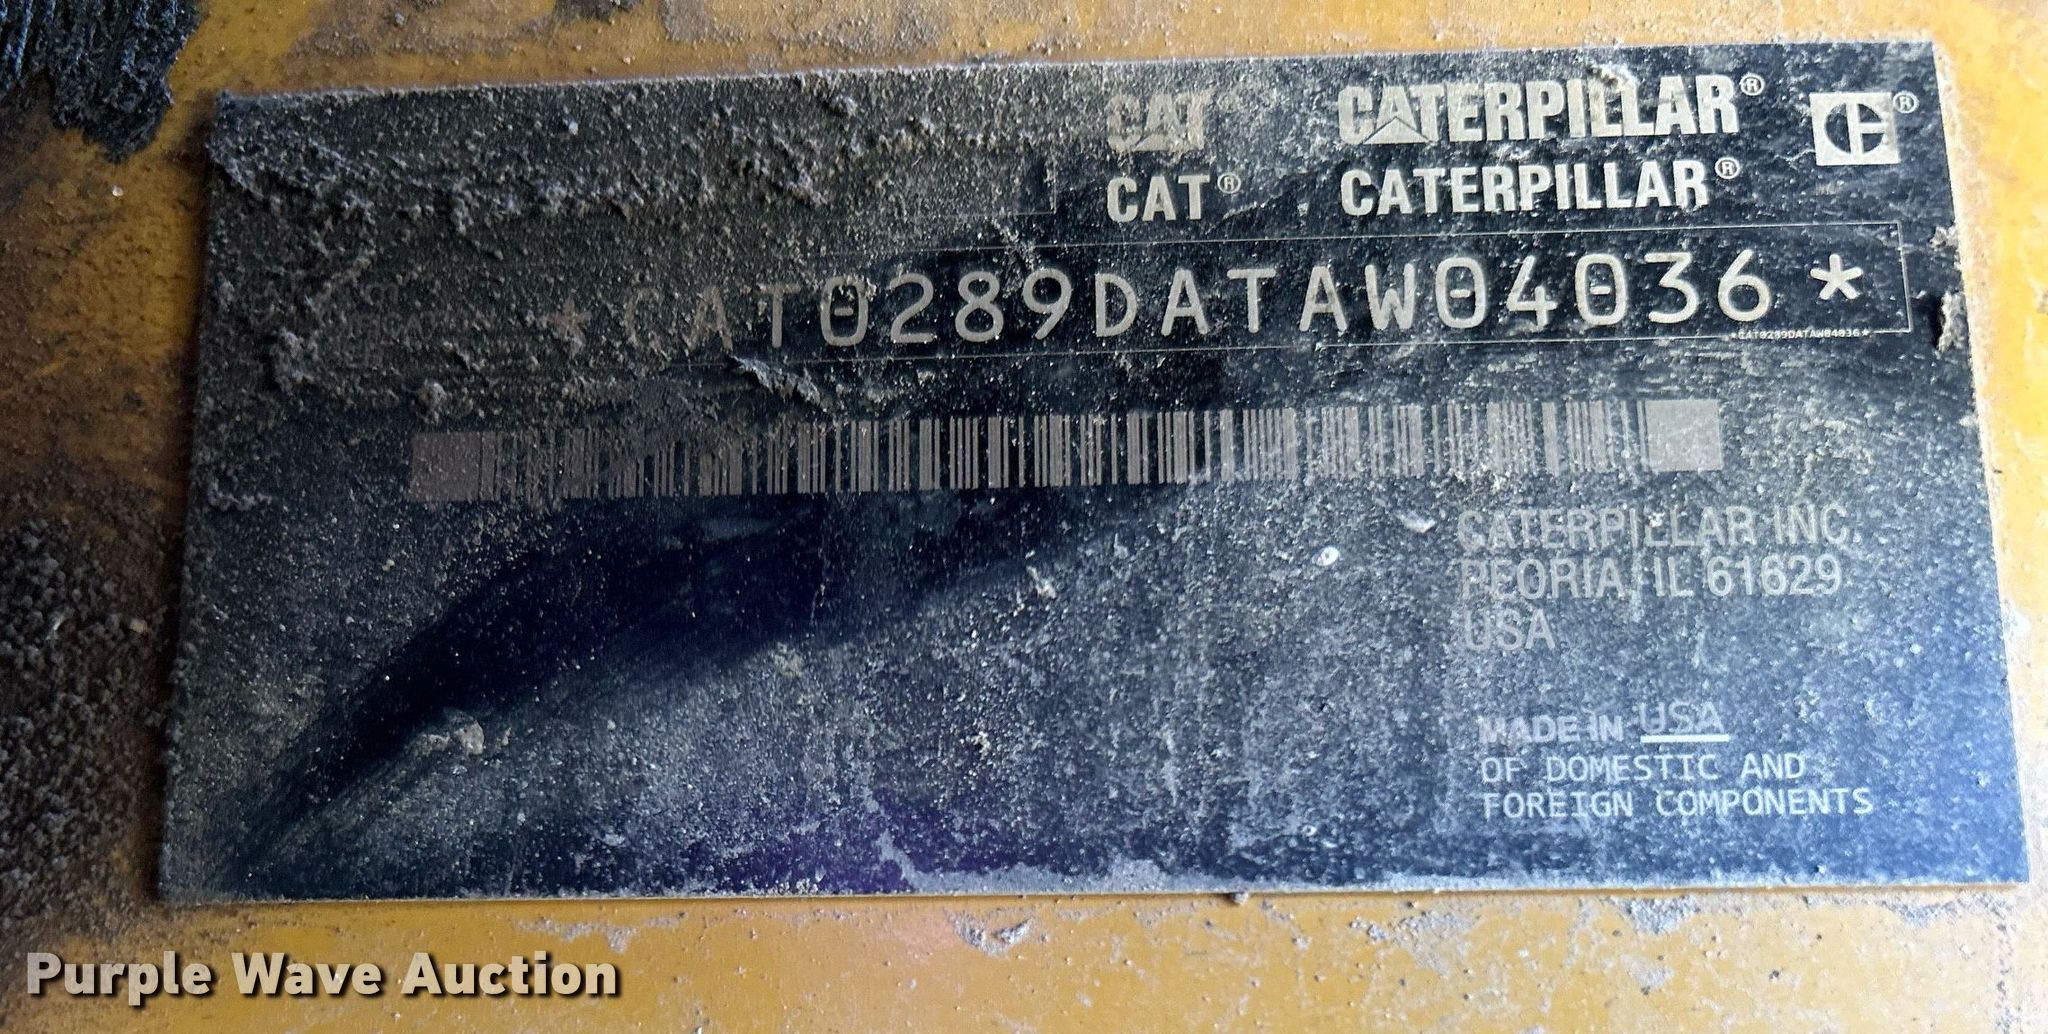 CAT® CATERPILLAR® ®
CAT® CATERPILLAR®
*CAT0289DATAW04036*
*CAT0289DATAW04036*
CATERPILLAR INC.
PEORIA, IL 61629
USA
MADE IN USA
OF DOMESTIC AND
FOREIGN COMPONENTS
Purple Wave Auction